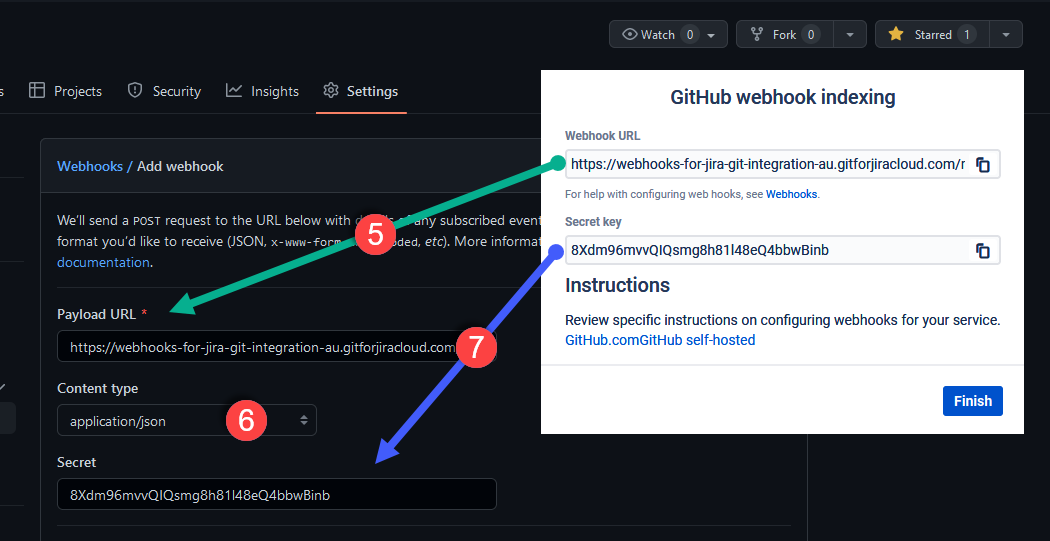 Watch 0
Fork 0
Starred 1
s
Projects
Security
Insights
Settings
Webhooks / Add webhook
We'll send a POST request to the URL below with details of any subscribed event
format you'd like to receive (JSON, x-www-form- ded, etc). More informat
documentation.
Payload URL *
https://webhooks-for-jira-git-integration-au.gitforjiracloud.com
Content type
application/json
Secret
8Xdm96mvvQIQsmg8h81l48eQ4bbwBinb
5
6
7
GitHub webhook indexing
Webhook URL
https://webhooks-for-jira-git-integration-au.gitforjiracloud.com/r
For help with configuring web hooks, see Webhooks.
Secret key
8Xdm96mvvQIQsmg8h81l48eQ4bbwBinb
Instructions
Review specific instructions on configuring webhooks for your service.
GitHub.comGitHub self-hosted
Finish